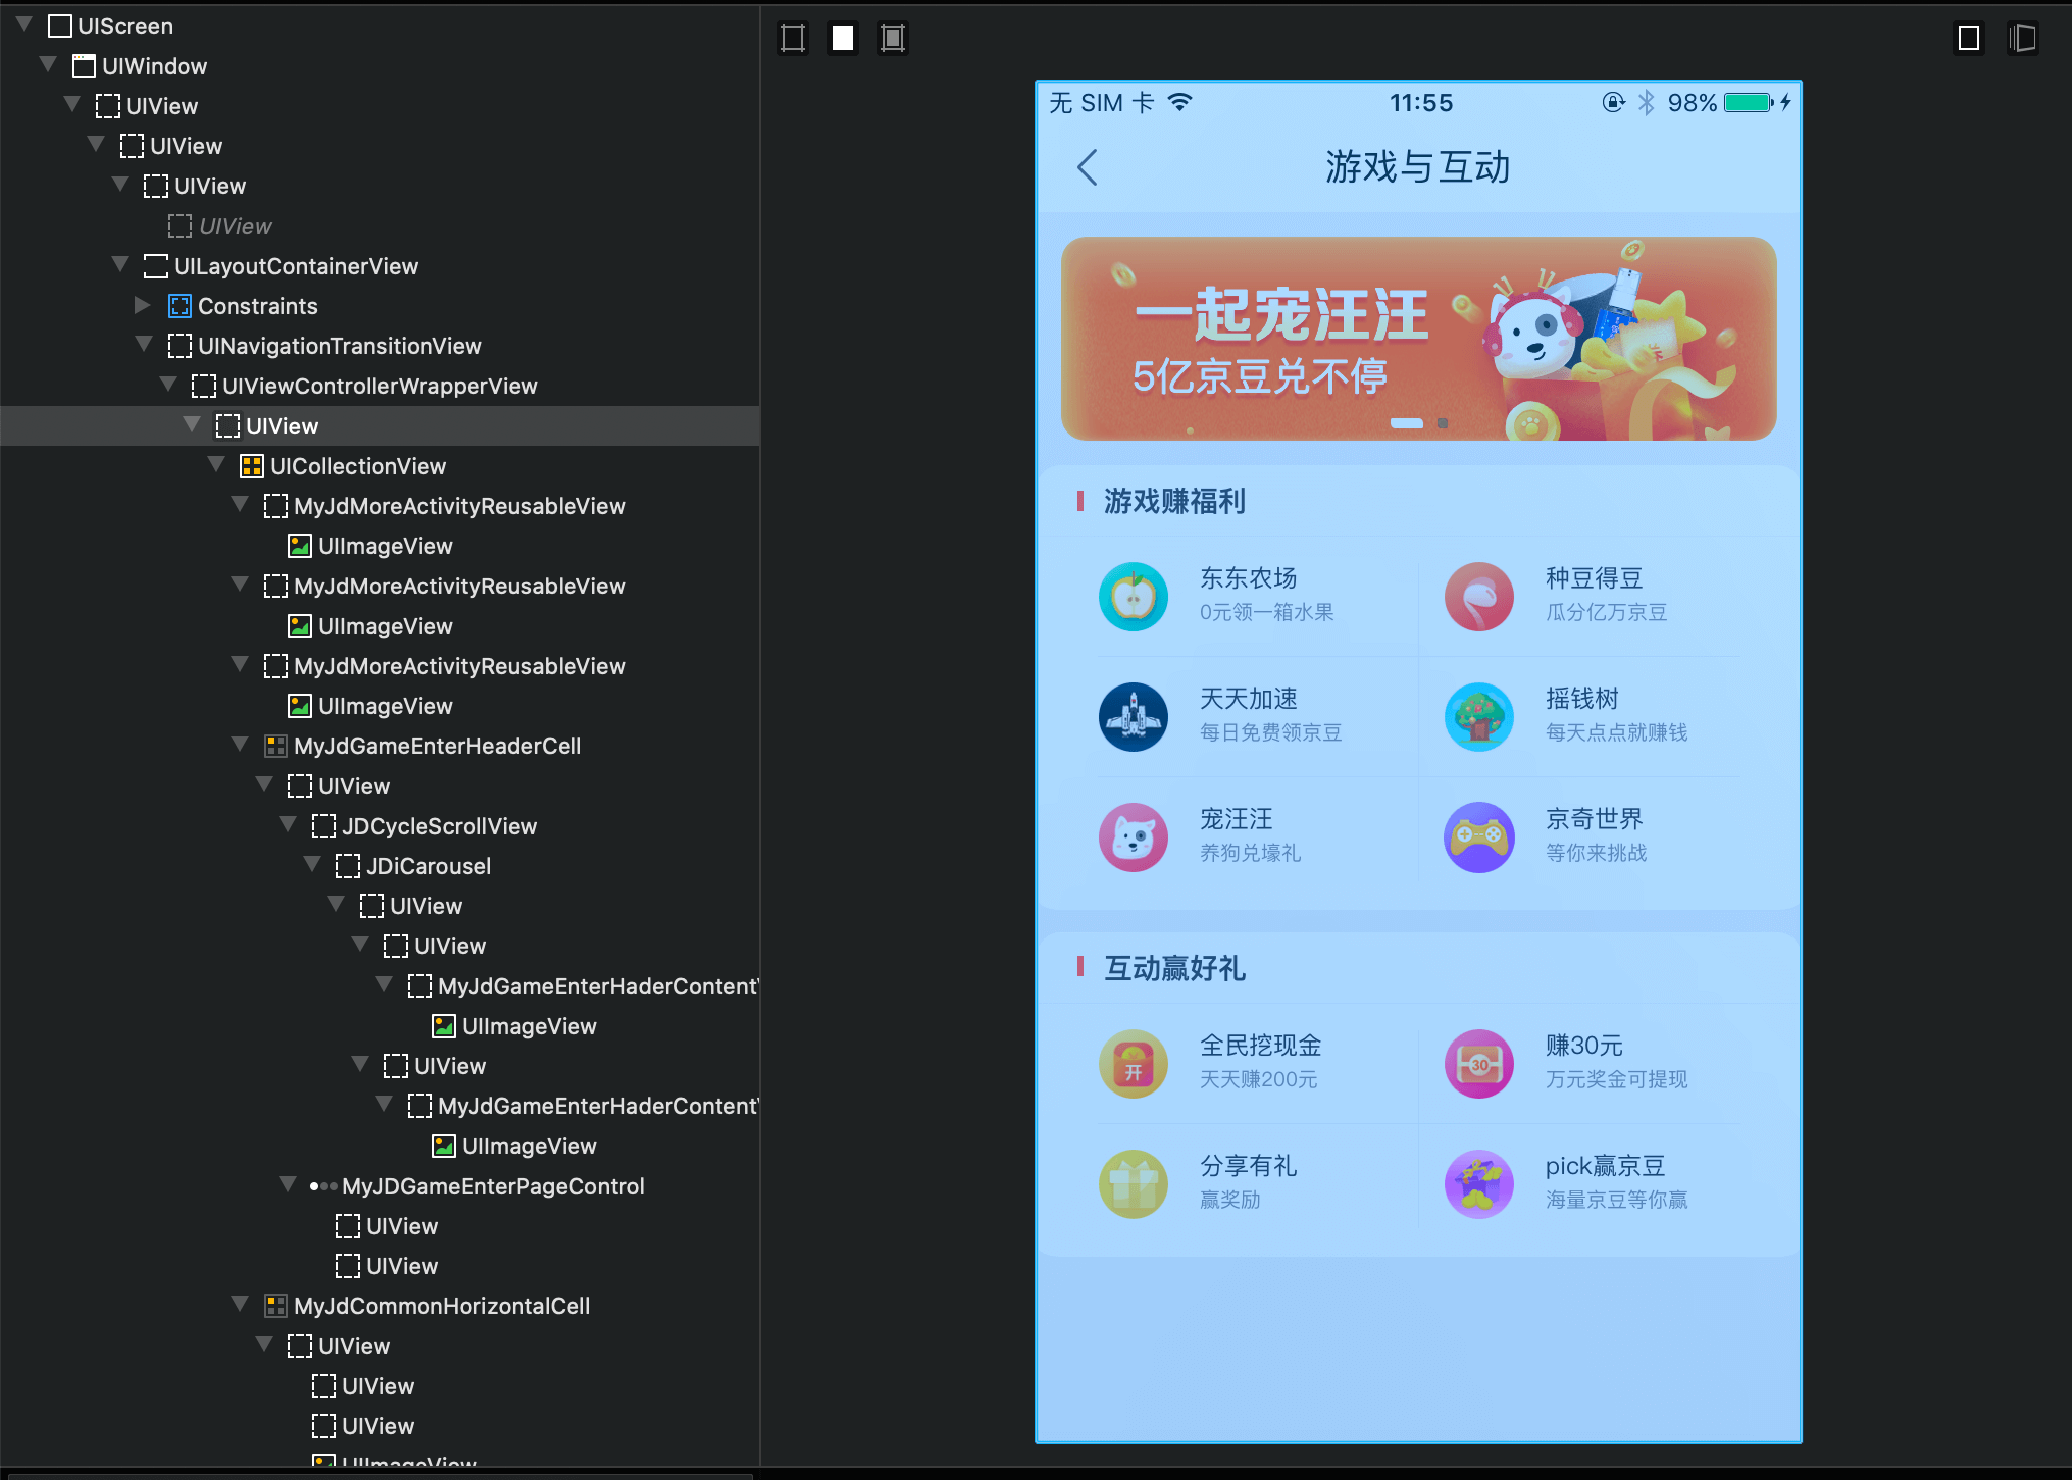 UIScreen
UIWindow
UIView
UIView
UIView
UIView
UILayoutContainerView
Constraints
UINavigationTransitionView
UIViewControllerWrapperView
UIView
UICollectionView
MyJdMoreActivityReusableView
UIImageView
MyJdMoreActivityReusableView
UIImageView
MyJdMoreActivityReusableView
UIImageView
MyJdGameEnterHeaderCell
UIView
JDCycleScrollView
JDiCarousel
UIView
UIView
MyJdGameEnterHaderContent
UIImageView
UIView
MyJdGameEnterHaderContent
UIImageView
MyJDGameEnterPageControl
UIView
UIView
MyJdCommonHorizontalCell
UIView
UIView
UIView
UIImageView
无 SIM 卡 11:55 98%
游戏与互动
一起宠汪汪
5亿京豆兑不停
游戏赚福利
东东农场 种豆得豆
0元领一箱水果 瓜分亿万京豆
天天加速 摇钱树
每日免费领京豆 每天点点就赚钱
宠汪汪 京奇世界
养狗兑壕礼 等你来挑战
互动赢好礼
全民挖现金 赚30元
开 30
天天赚200元 万元奖金可提现
分享有礼 pick赢京豆
赢奖励 海量京豆等你赢